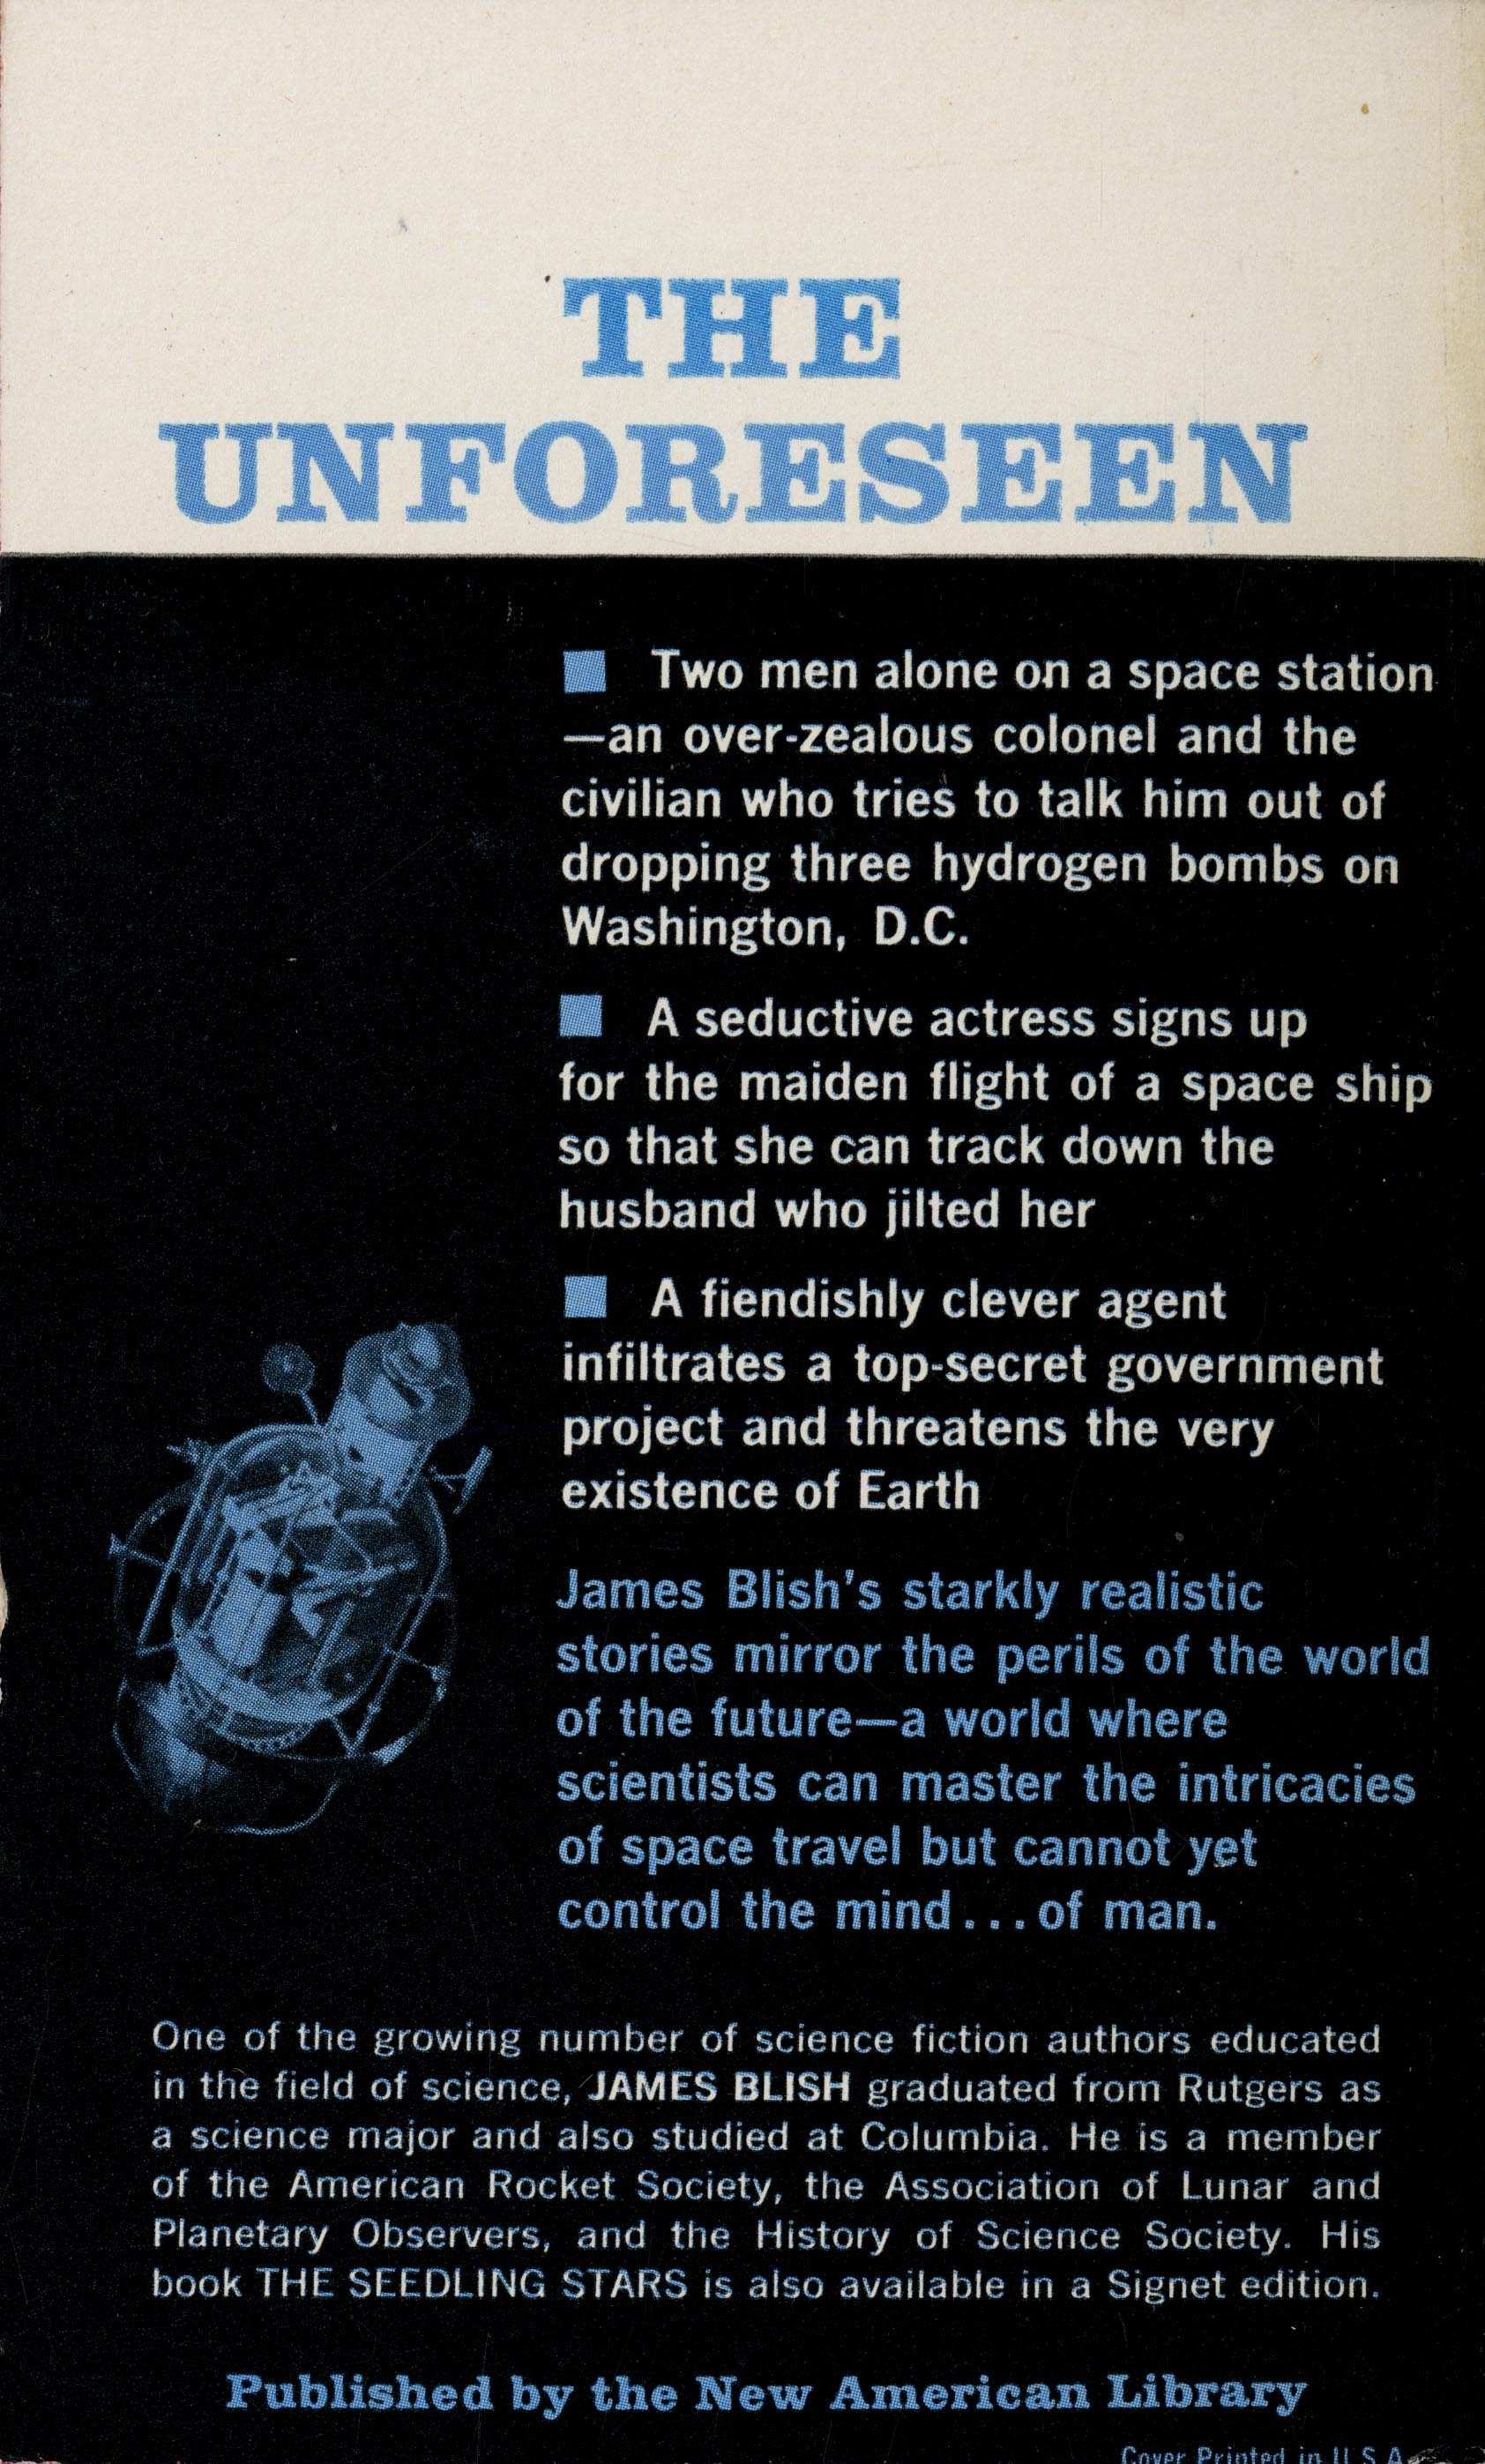 THE
UNFORESEEN
Two men alone on a space station
—an over-zealous colonel and the
civilian who tries to talk him out of
dropping three hydrogen bombs on
Washington, D.C.
A seductive actress signs up
for the maiden flight of a space ship
so that she can track down the
husband who jilted her
A fiendishly clever agent
infiltrates a top-secret government
project and threatens the very
existence of Earth
James Blish's starkly realistic
stories mirror the perils of the world
of the future—a world where
scientists can master the intricacies
of space travel but cannot yet
control the mind...of man.
One of the growing number of science fiction authors educated
in the field of science, JAMES BLISH graduated from Rutgers as
a science major and also studied at Columbia. He is a member
of the American Rocket Society, the Association of Lunar and
Planetary Observers, and the History of Science Society. His
book THE SEEDLING STARS is also available in a Signet edition.
Published by the New American Library
Cover Printed in U.S.A.